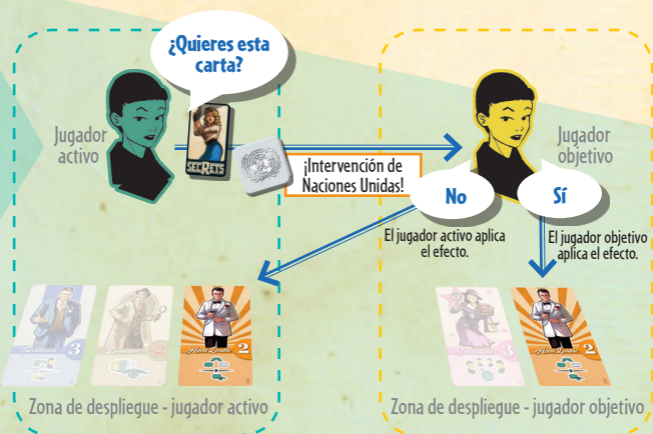 ¿Quieres esta
carta?
Jugador
activo
SECRETS
¡Intervención de
Naciones Unidas!
Jugador
objetivo
No
Sí
El jugador activo aplica
el efecto.
El jugador objetivo
aplica el efecto.
3
2
3
2
Zona de despliegue - jugador activo
Zona de despliegue - jugador objetivo